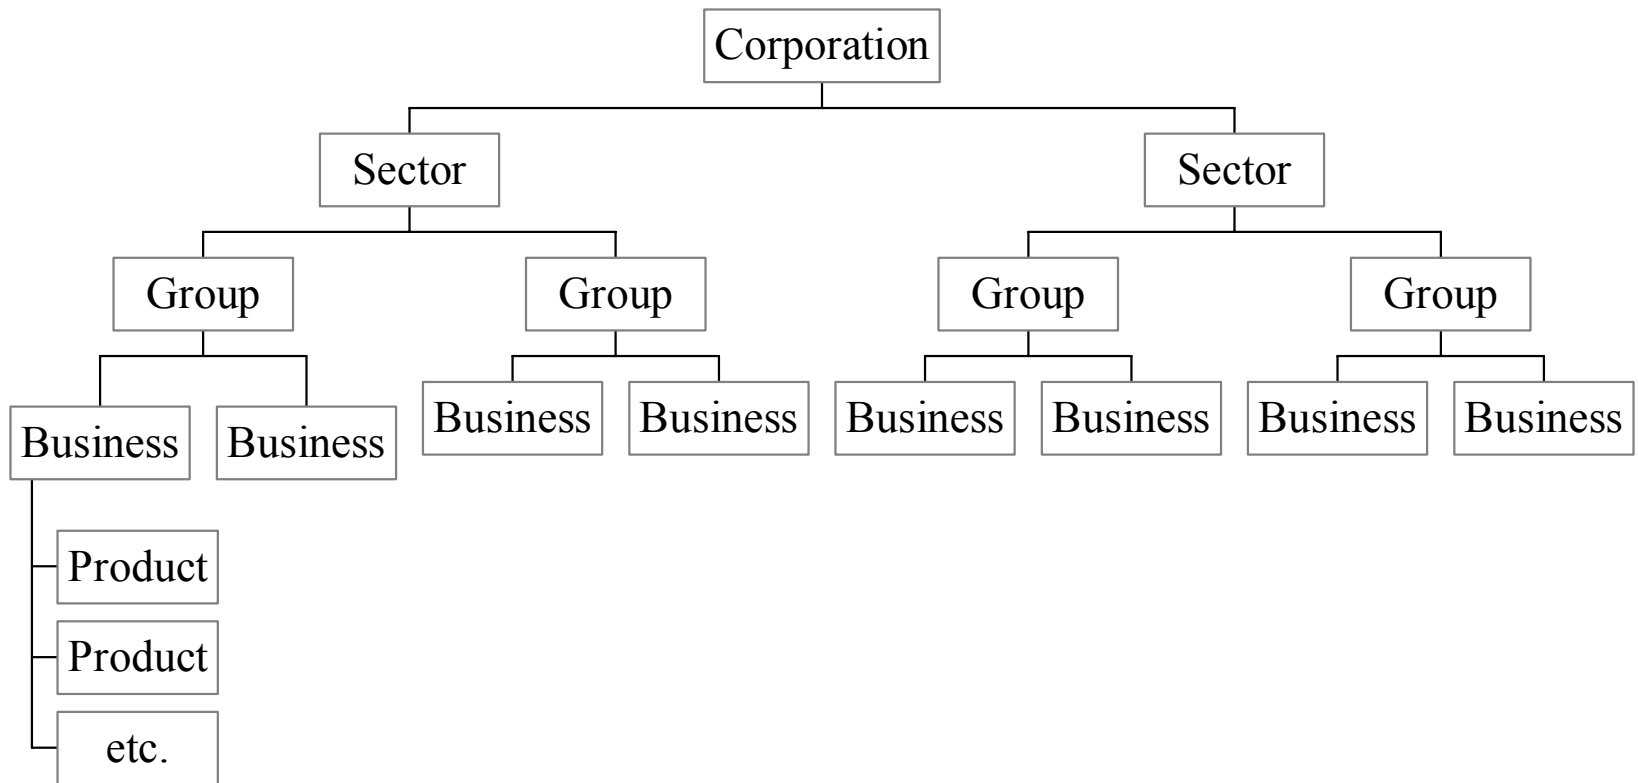 Corporation
Sector
Sector
Group
Group
Group
Group
Business
Business
Business
Business
Business
Business
Business
Business
Product
Product
etc.